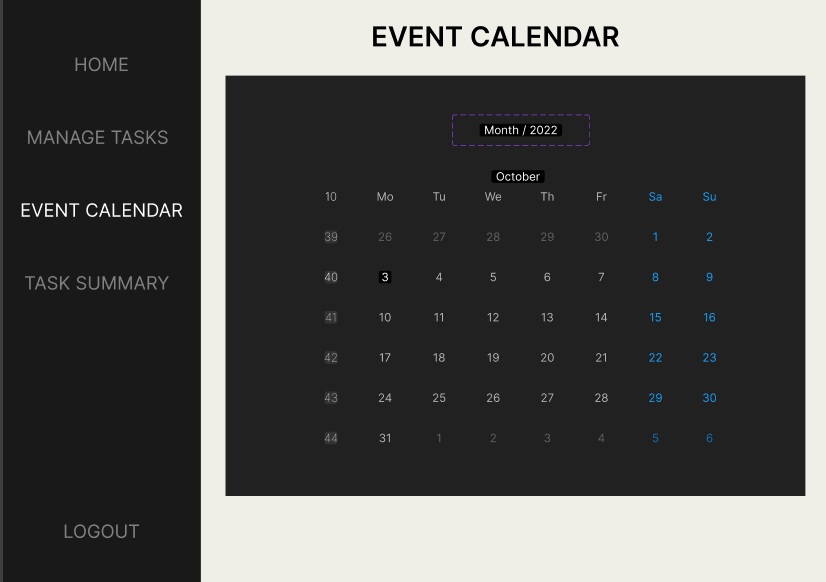 HOME
MANAGE TASKS
EVENT CALENDAR
TASK SUMMARY
LOGOUT
EVENT CALENDAR
Month / 2022
October
10 Mo Tu We Th Fr Sa Su
39 26 27 28 29 30 1 2
40 3 4 5 6 7 8 9
41 10 11 12 13 14 15 16
42 17 18 19 20 21 22 23
43 24 25 26 27 28 29 30
44 31 1 2 3 4 5 6